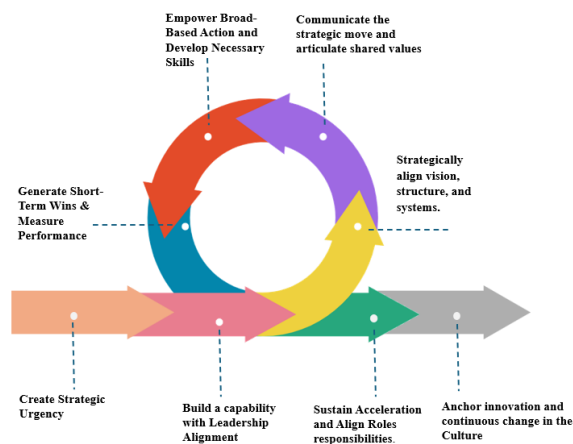 Empower Broad-
Based Action and
Develop Necessary
Skills
Communicate the
strategic move and
articulate shared values
Strategically
align vision,
structure, and
systems.
Generate Short-
Term Wins &
Measure
Performance
Create Strategic
Urgency
Build a capability
with Leadership
Alignment
Sustain Acceleration
and Align Roles
responsibilities.
Anchor innovation and
continuous change in the
Culture